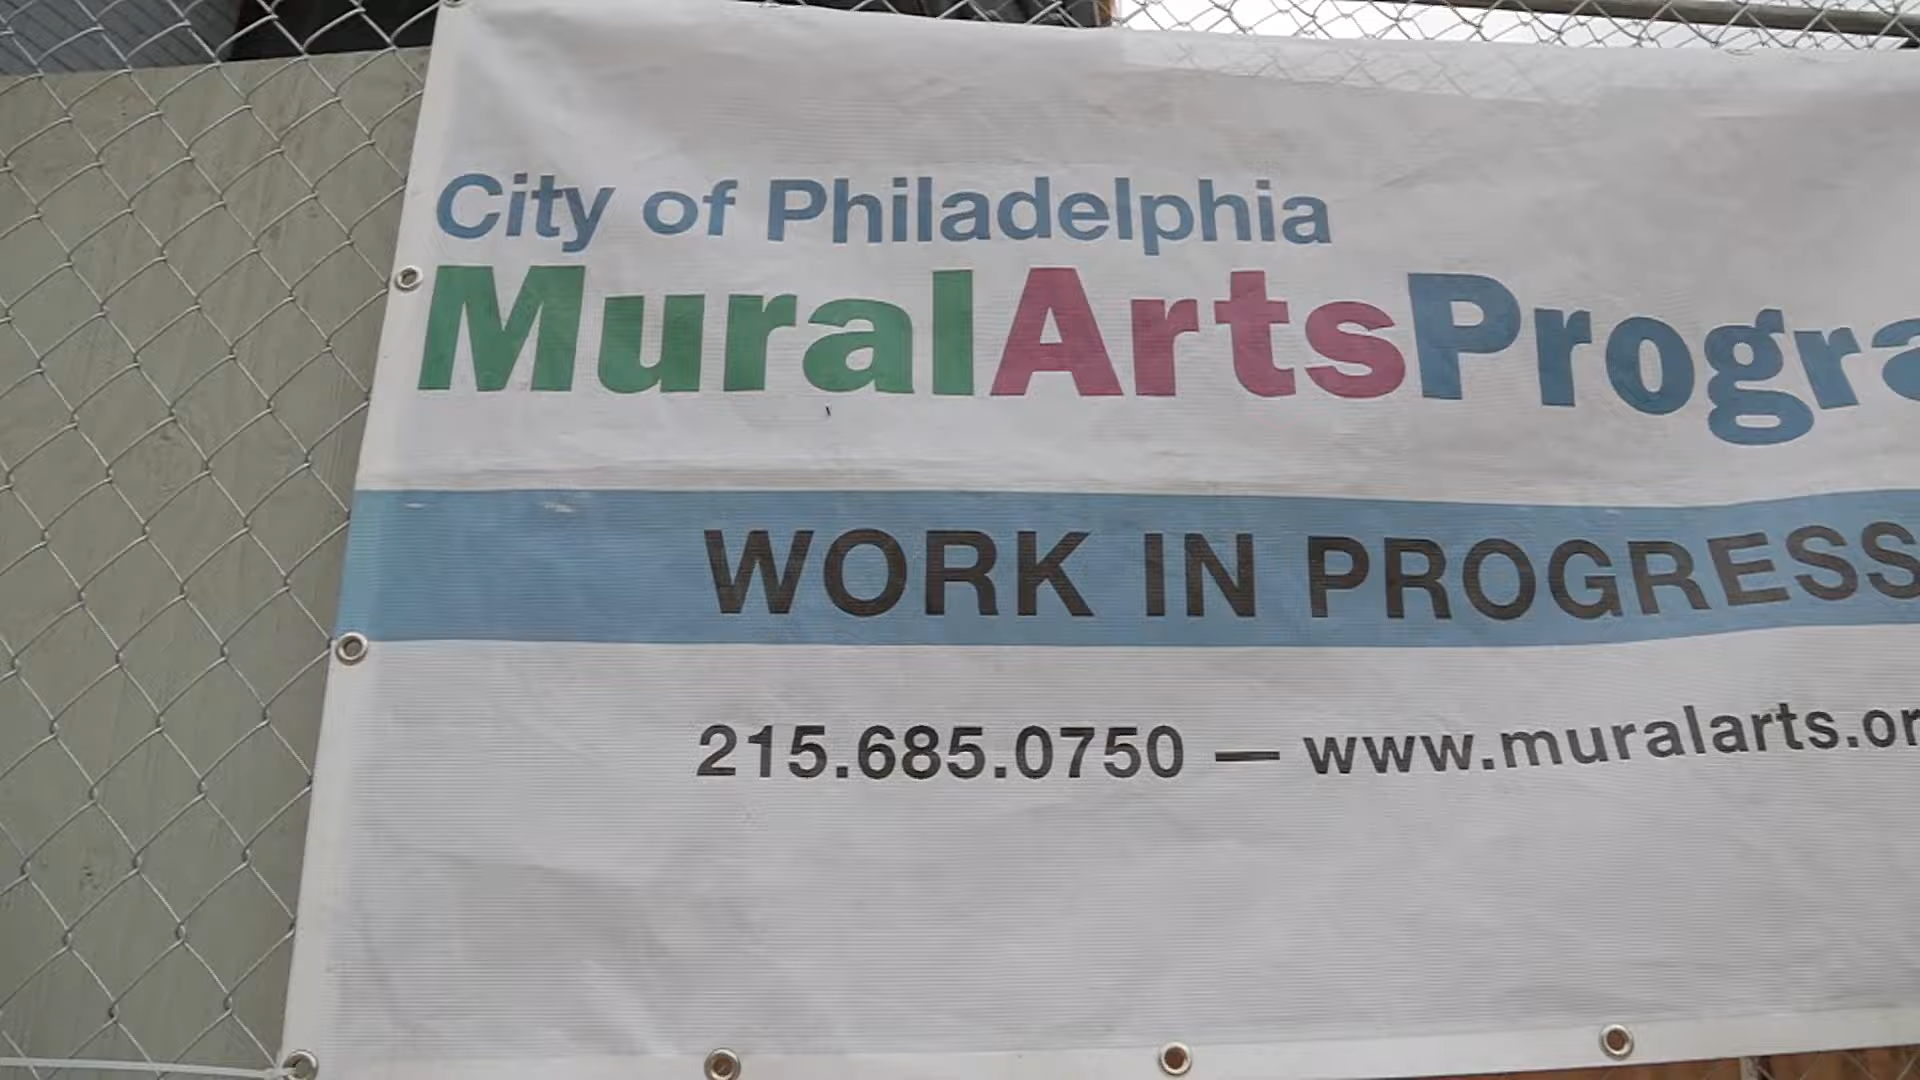 City of Philadelphia
MuralArtsProgra
WORK IN PROGRESS
215.685.0750 — www.muralarts.or